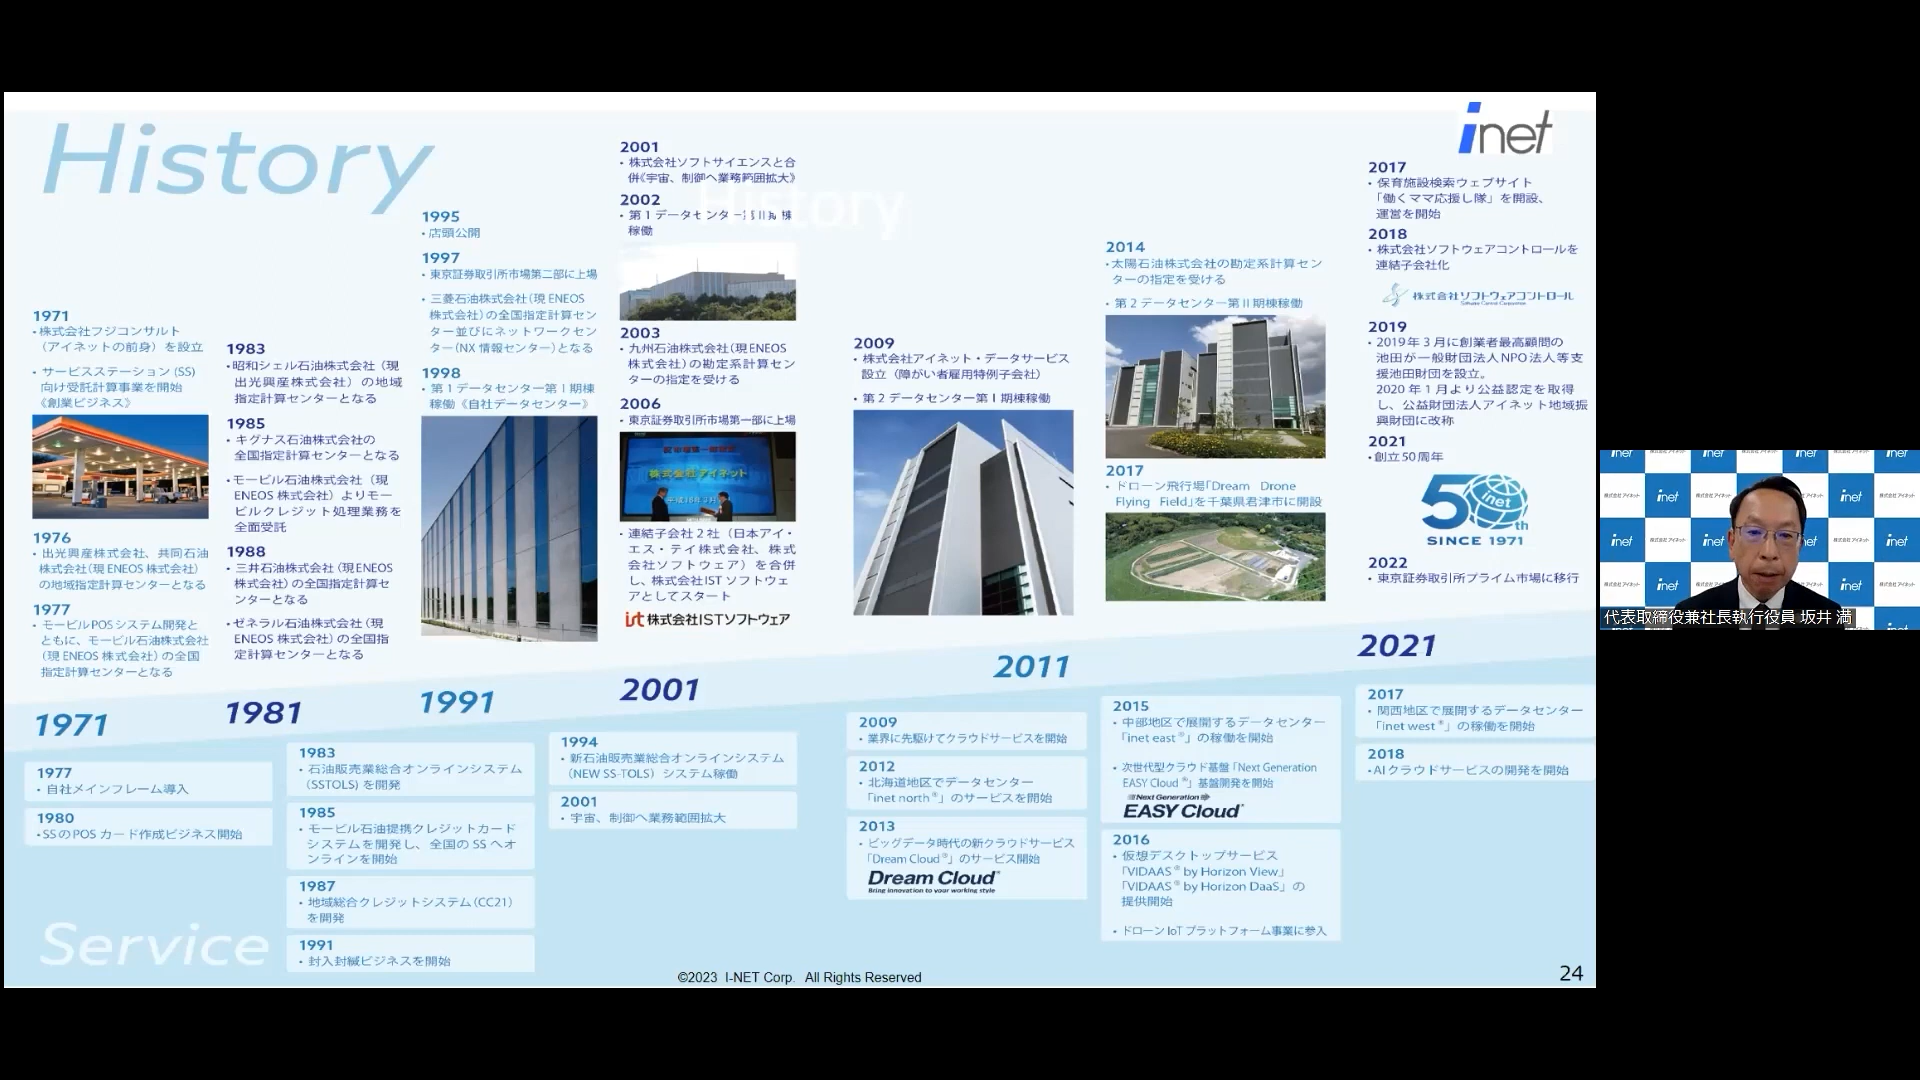 History
inet
1971
・株式会社フジコンサルト
（アイネットの前身）を設立
・サービスステーション(SS)
向け受託計算事業を開始
《創業ビジネス》
1976
・出光興産株式会社、共同石油
株式会社(現 ENEOS 株式会社)
の地域指定計算センターとなる
1977
・モービルPOSシステム開発と
ともに、モービル石油株式会社
(現 ENEOS 株式会社)の全国
指定計算センターとなる
1983
・昭和シェル石油株式会社（現
出光興産株式会社）の地域
指定計算センターとなる
1985
・キグナス石油株式会社の
全国指定計算センターとなる
・モービル石油株式会社（現
ENEOS 株式会社）よりモー
ビルクレジット処理業務を
全面受託
1988
・三井石油株式会社(現ENEOS
株式会社)の全国指定計算セ
ンターとなる
・ゼネラル石油株式会社(現
ENEOS 株式会社)の全国指
定計算センターとなる
1995
・店頭公開
1997
・東京証券取引所市場第二部に上場
・三菱石油株式会社(現 ENEOS
株式会社)の全国指定計算セン
ター並びにネットワークセン
ター(NX 情報センター)となる
1998
・第１データセンター第Ⅰ期棟
稼働《自社データセンター》
2001
・株式会社ソフトサイエンスと合
併《宇宙、制御へ業務範囲拡大》
History
2002
・第１データセンター第Ⅱ期棟
稼働
2003
・九州石油株式会社(現ENEOS
株式会社)の勘定系計算セン
ターの指定を受ける
2006
・東京証券取引所市場第一部に上場
株式会社アイネット
・連結子会社２社（日本アイ・
エス・テイ株式会社、株式
会社ソフトウェア）を合併
し、株式会社IST ソフトウェ
アとしてスタート
ist 株式会社ISTソフトウェア
2009
・株式会社アイネット・データサービス
設立（障がい者雇用特例子会社）
・第２データセンター第Ⅰ期棟稼働
2014
・太陽石油株式会社の勘定系計算セン
ターの指定を受ける
・第２データセンター第Ⅱ期棟稼働
2017
・ドローン飛行場｢Dream Drone
Flying Field｣を千葉県君津市に開設
2017
・保育施設検索ウェブサイト
「働くママ応援し隊」を開設、
運営を開始
2018
・株式会社ソフトウェアコントロールを
連結子会社化
株式会社ソフトウェアコントロール
Software Control Corporation
2019
・2019年３月に創業者最高顧問の
池田が一般財団法人NPO法人等支
援池田財団を設立。
2020 年１月より公益認定を取得
し、公益財団法人アイネット地域振
興財団に改称
2021
・創立50周年
50th inet
SINCE 1971
2022
・東京証券取引所プライム市場に移行
1971
1981
1991
2001
2011
2021
1977
・自社メインフレーム導入
1980
・SSのPOS カード作成ビジネス開始
1983
・石油販売業総合オンラインシステム
(SSTOLS)を開発
1985
・モービル石油提携クレジットカード
システムを開発し、全国の SS へオ
ンラインを開始
1987
・地域総合クレジットシステム(CC21)
を開発
1991
・封入封緘ビジネスを開始
1994
・新石油販売業総合オンラインシステム
（NEW SS-TOLS）システム稼働
2001
・宇宙、制御へ業務範囲拡大
2009
・業界に先駆けてクラウドサービスを開始
2012
・北海道地区でデータセンター
「inet north®」のサービスを開始
2013
・ビッグデータ時代の新クラウドサービス
「Dream Cloud®」のサービス開始
Dream Cloud®
Bring innovation to your working style
2015
・中部地区で展開するデータセンター
「inet east®」の稼働を開始
・次世代型クラウド基盤「Next Generation
EASY Cloud®」基盤開発を開始
Next Generation
EASY Cloud®
2016
・仮想デスクトップサービス
「VIDAAS® by Horizon View」
「VIDAAS® by Horizon DaaS」の
提供開始
・ドローン IoT プラットフォーム事業に参入
2017
・関西地区で展開するデータセンター
「inet west®」の稼働を開始
2018
・AIクラウドサービスの開発を開始
Service
©2023 I-NET Corp. All Rights Reserved
24
inet
株式会社 アイネット
代表取締役兼社長執行役員 坂井 満